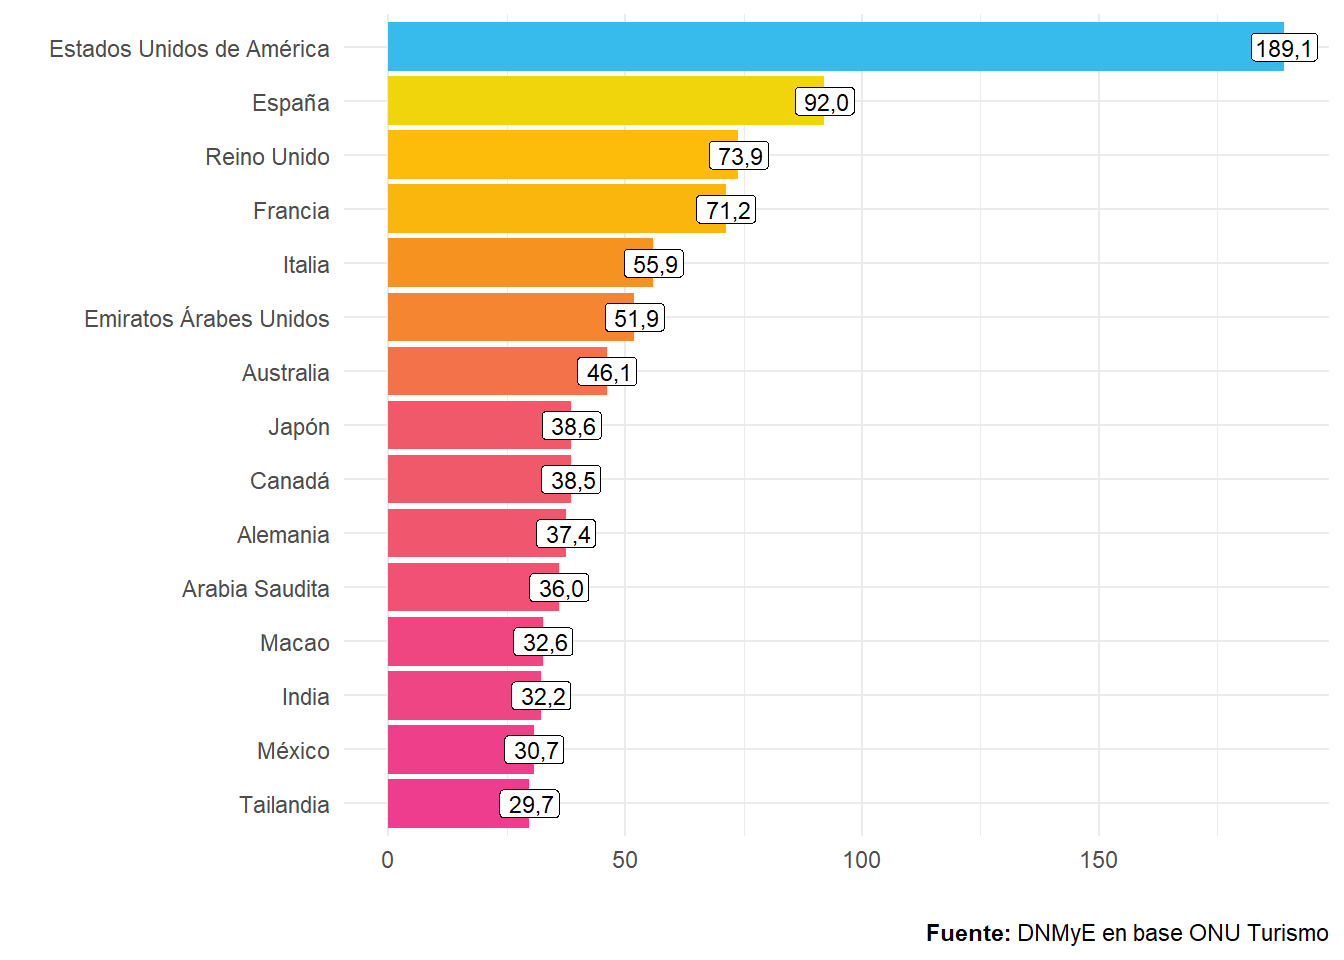 Estados Unidos de América 189,1
España 92,0
Reino Unido 73,9
Francia 71,2
Italia 55,9
Emiratos Árabes Unidos 51,9
Australia 46,1
Japón 38,6
Canadá 38,5
Alemania 37,4
Arabia Saudita 36,0
Macao 32,6
India 32,2
México 30,7
Tailandia 29,7
0 50 100 150
Fuente: DNMyE en base ONU Turismo